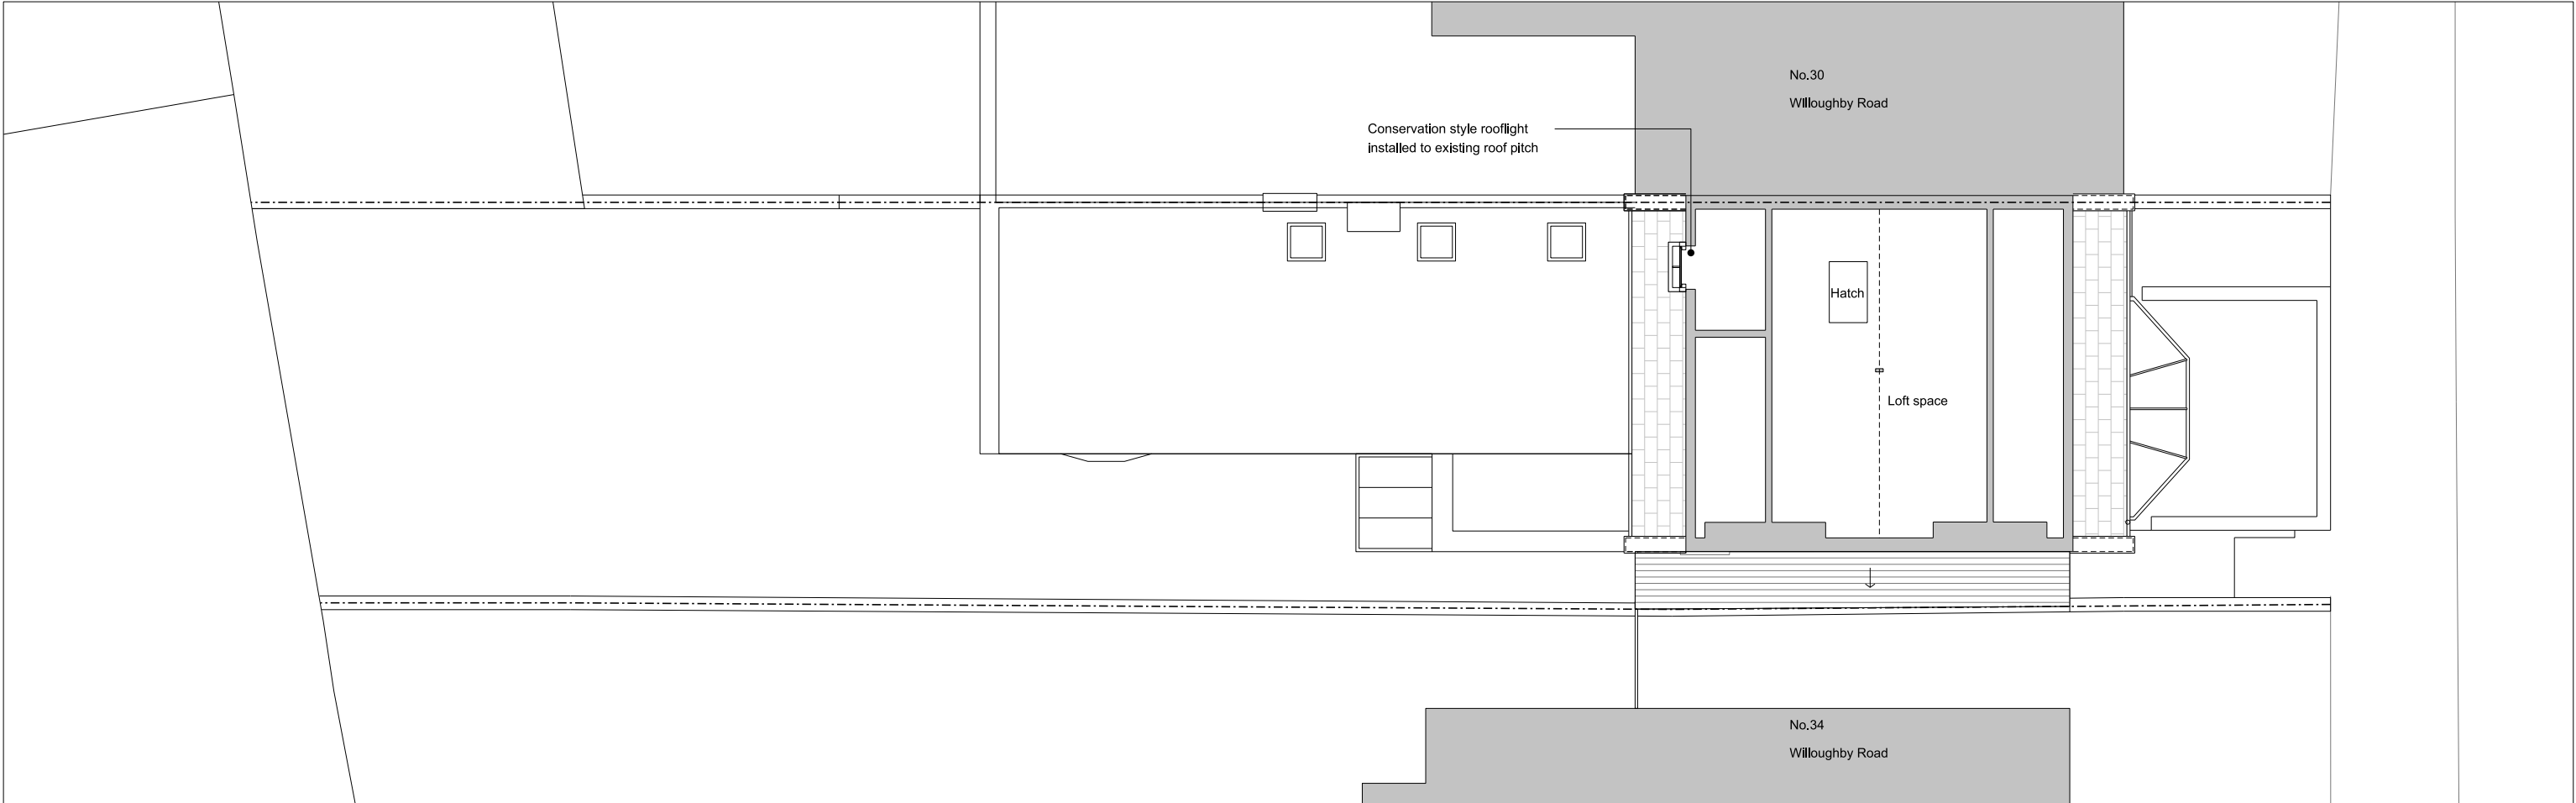 No.30
WIlloughby Road
Conservation style rooflight
installed to existing roof pitch
Hatch
Loft space
No.34
Willoughby Road